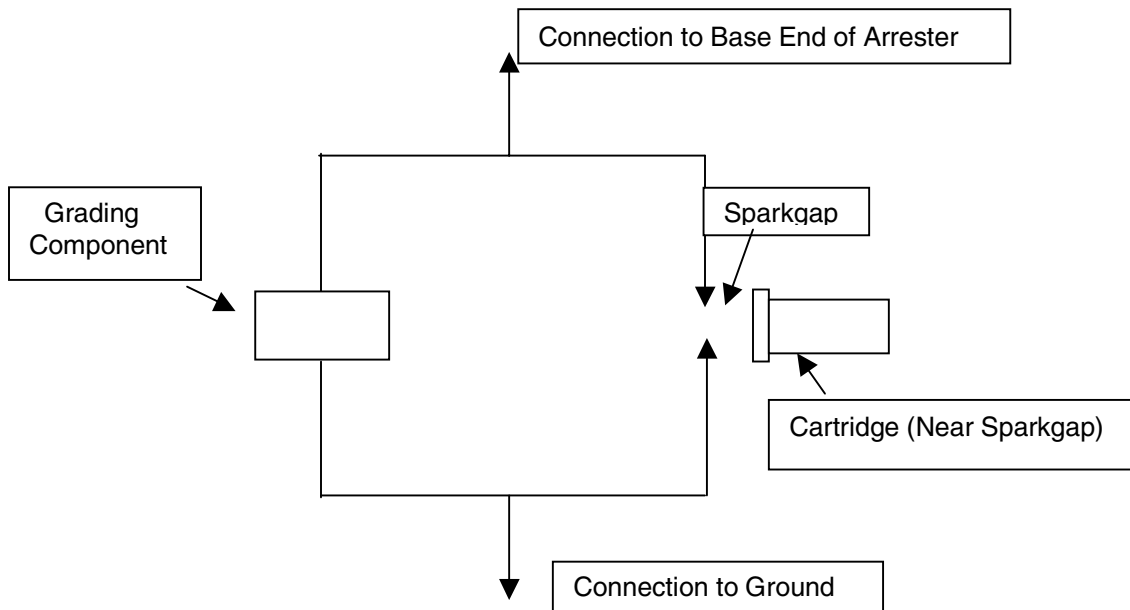 Connection to Base End of Arrester
Grading
Component
Sparkgap
Cartridge (Near Sparkgap)
Connection to Ground